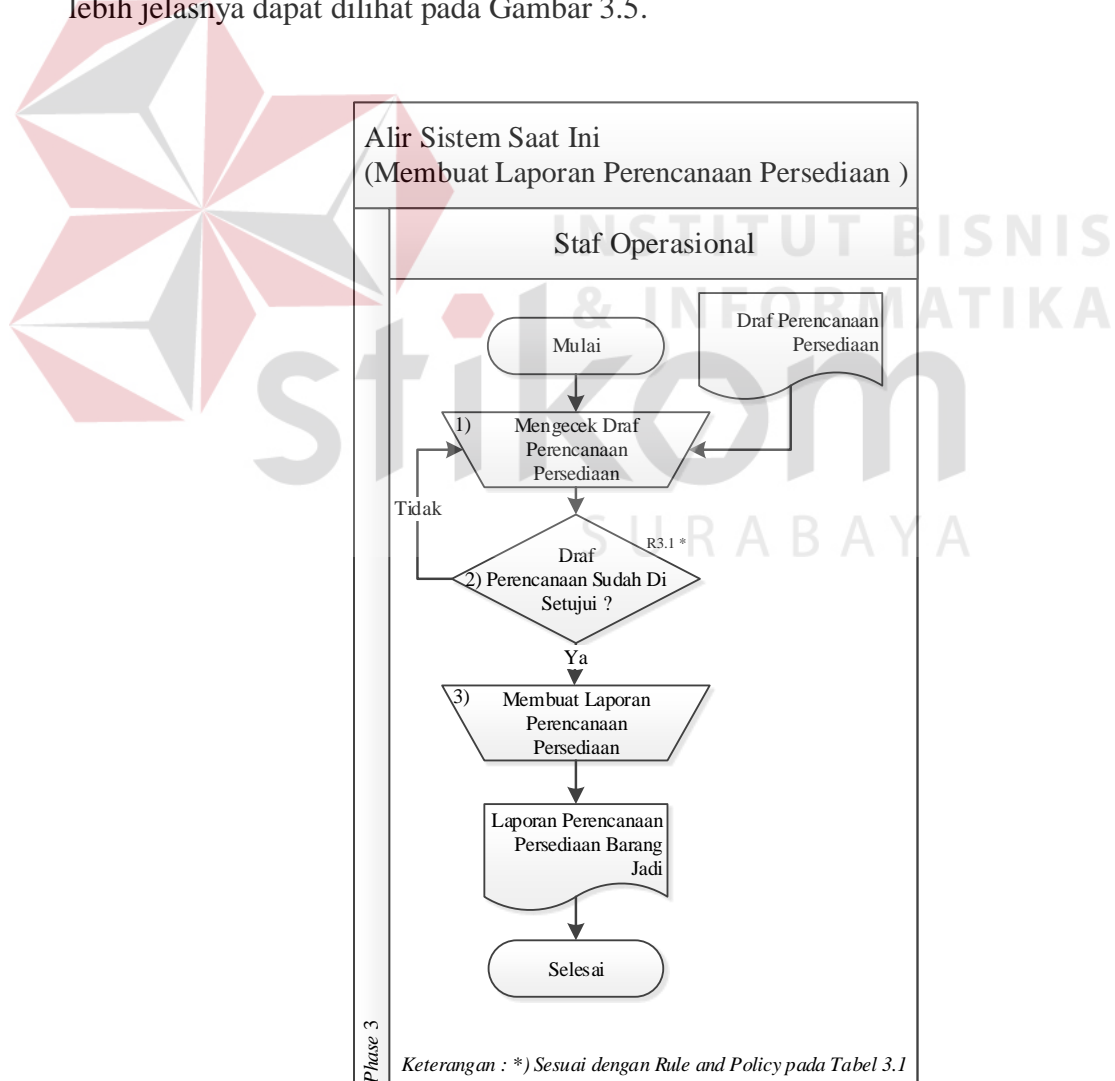 lebih jelasnya dapat dilihat pada Gambar 3.5.
Alir Sistem Saat Ini
(Membuat Laporan Perencanaan Persediaan )
Staf Operasional
INSTITUT BISNIS
& INFORMATIKA
stikom
SURABAYA
Mulai
Draf Perencanaan
Persediaan
1) Mengecek Draf
Perencanaan
Persediaan
Tidak
R3.1 *
Draf
2) Perencanaan Sudah Di
Setujui ?
Ya
3) Membuat Laporan
Perencanaan
Persediaan
Laporan Perencanaan
Persediaan Barang
Jadi
Selesai
Phase 3
Keterangan : *) Sesuai dengan Rule and Policy pada Tabel 3.1